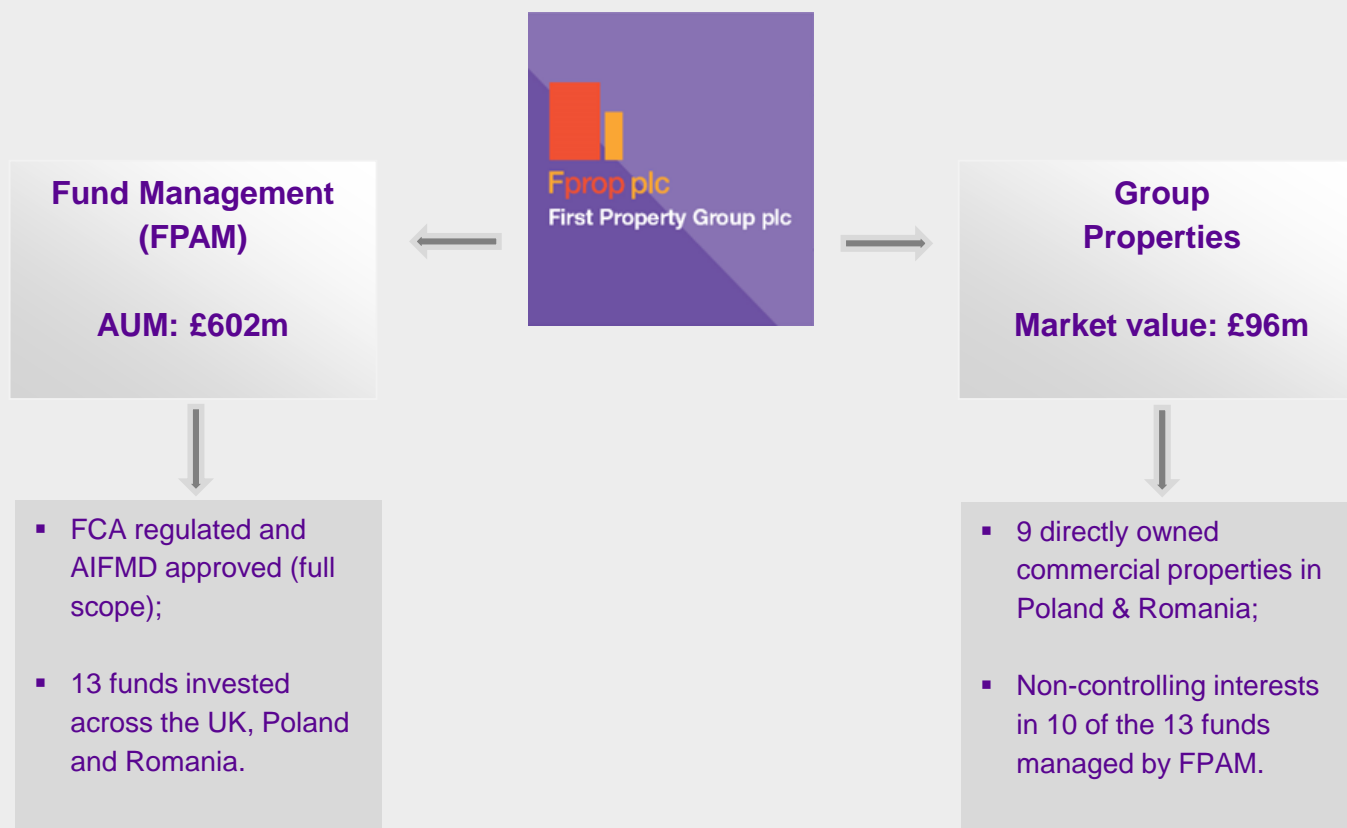 Fprop plc
First Property Group plc
Fund Management
(FPAM)
AUM: £602m
Group
Properties
Market value: £96m
▪ FCA regulated and
AIFMD approved (full
scope);
▪ 13 funds invested
across the UK, Poland
and Romania.
▪ 9 directly owned
commercial properties in
Poland & Romania;
▪ Non-controlling interests
in 10 of the 13 funds
managed by FPAM.